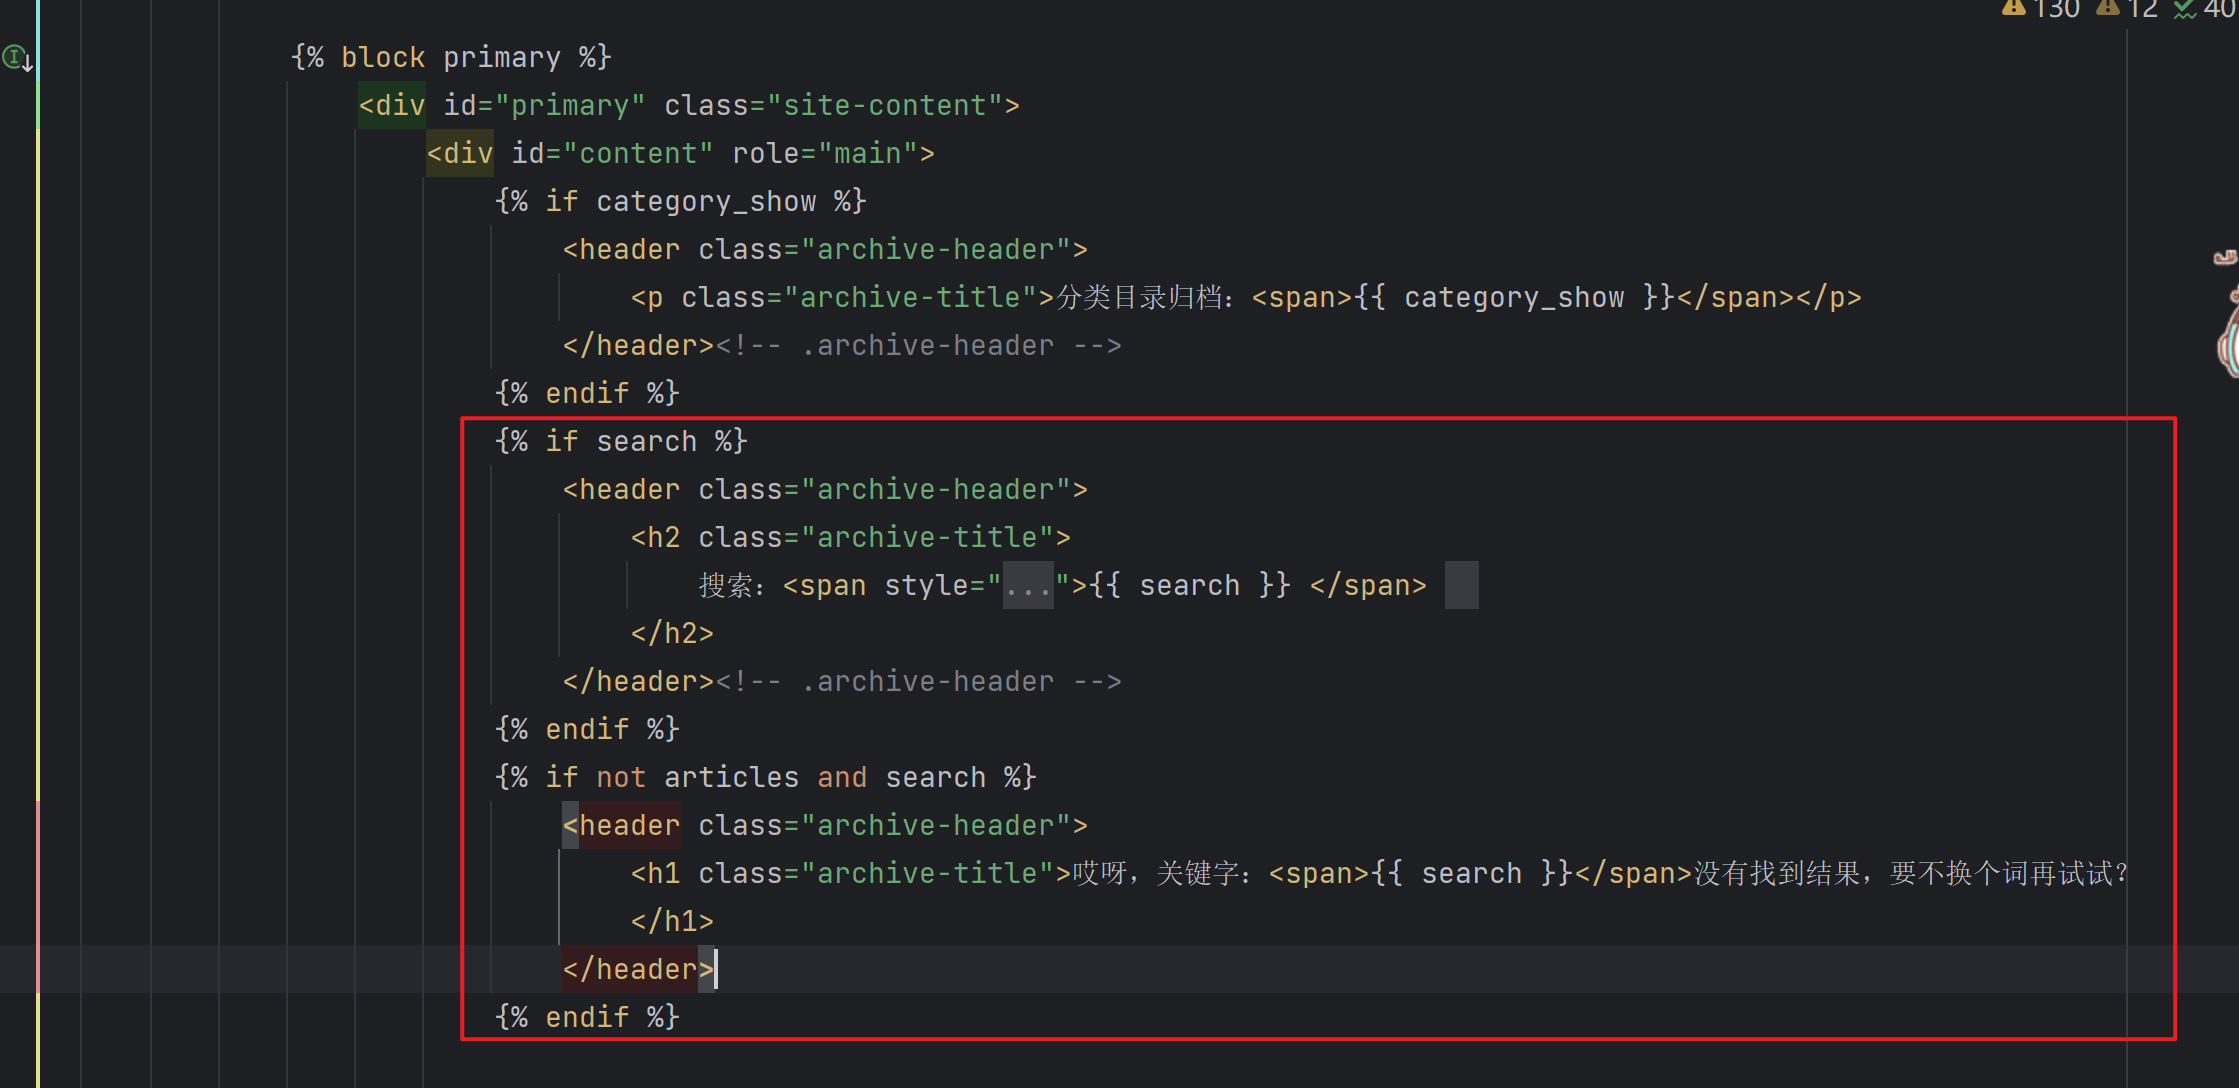 130 12 40
{% block primary %}
<div id="primary" class="site-content">
<div id="content" role="main">
{% if category_show %}
<header class="archive-header">
<p class="archive-title">分类目录归档：<span>{{ category_show }}</span></p>
</header><!-- .archive-header -->
{% endif %}
{% if search %}
<header class="archive-header">
<h2 class="archive-title">
搜索：<span style="...">{{ search }} </span>
</h2>
</header><!-- .archive-header -->
{% endif %}
{% if not articles and search %}
<header class="archive-header">
<h1 class="archive-title">哎呀，关键字：<span>{{ search }}</span>没有找到结果，要不换个词再试试？
</h1>
</header>
{% endif %}